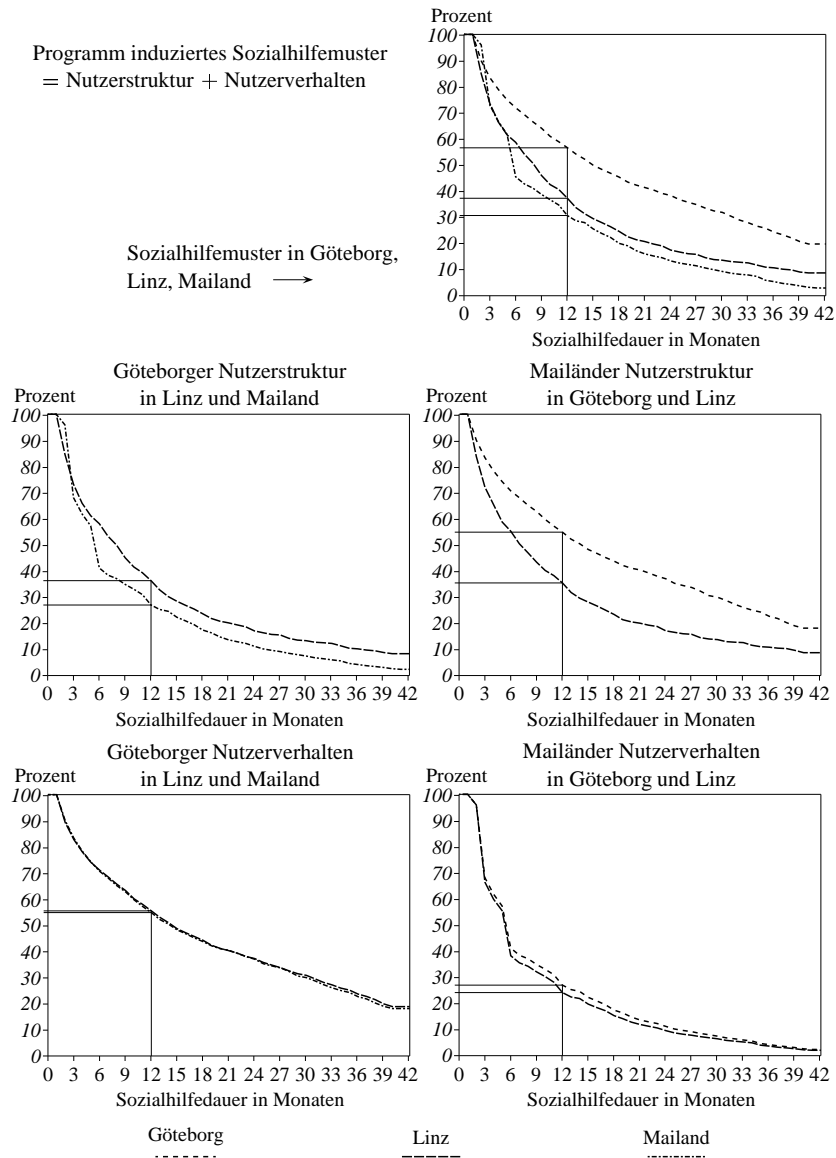 Programm induziertes Sozialhilfemuster
= Nutzerstruktur + Nutzerverhalten
Sozialhilfemuster in Göteborg,
Linz, Mailand →
Prozent
100
90
80
70
60
50
40
30
20
10
0
0 3 6 9 12 15 18 21 24 27 30 33 36 39 42
Sozialhilfedauer in Monaten
Göteborger Nutzerstruktur
in Linz und Mailand
Prozent
100
90
80
70
60
50
40
30
20
10
0
0 3 6 9 12 15 18 21 24 27 30 33 36 39 42
Sozialhilfedauer in Monaten
Mailänder Nutzerstruktur
in Göteborg und Linz
Prozent
100
90
80
70
60
50
40
30
20
10
0
0 3 6 9 12 15 18 21 24 27 30 33 36 39 42
Sozialhilfedauer in Monaten
Göteborger Nutzerverhalten
in Linz und Mailand
Prozent
100
90
80
70
60
50
40
30
20
10
0
0 3 6 9 12 15 18 21 24 27 30 33 36 39 42
Sozialhilfedauer in Monaten
Mailänder Nutzerverhalten
in Göteborg und Linz
Prozent
100
90
80
70
60
50
40
30
20
10
0
0 3 6 9 12 15 18 21 24 27 30 33 36 39 42
Sozialhilfedauer in Monaten
Göteborg Linz Mailand